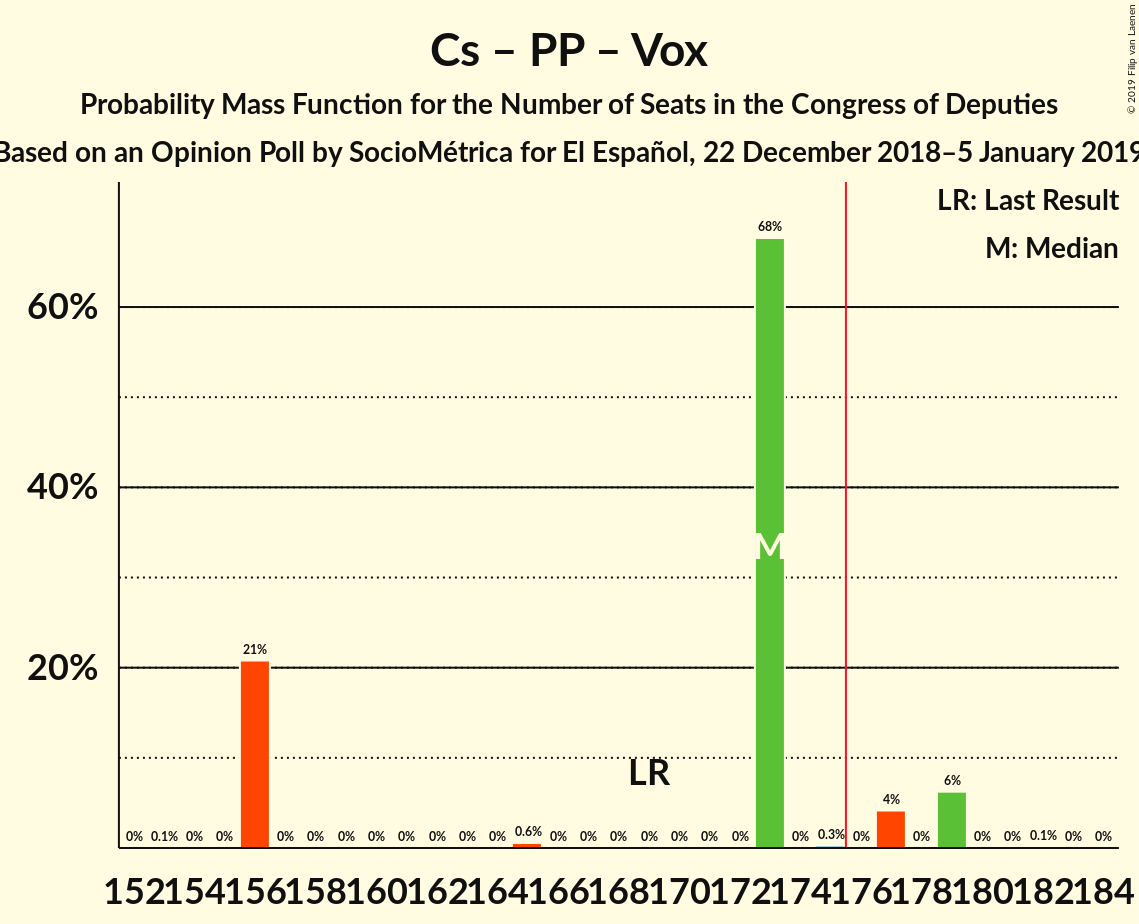 Cs – PP – Vox
Probability Mass Function for the Number of Seats in the Congress of Deputies
Based on an Opinion Poll by SocioMétrica for El Español, 22 December 2018–5 January 2019
© 2019 Filip van Laenen
LR: Last Result
M: Median
60%
40%
20%
0% 0.1% 0% 0% 21% 0% 0% 0% 0% 0% 0% 0% 0% 0.6% 0% 0% 0% 0% 0% 0% 0% 68% 0% 0.3% 0% 4% 0% 6% 0% 0% 0.1% 0% 0%
LR
M
152 154 156 158 160 162 164 166 168 170 172 174 176 178 180 182 184